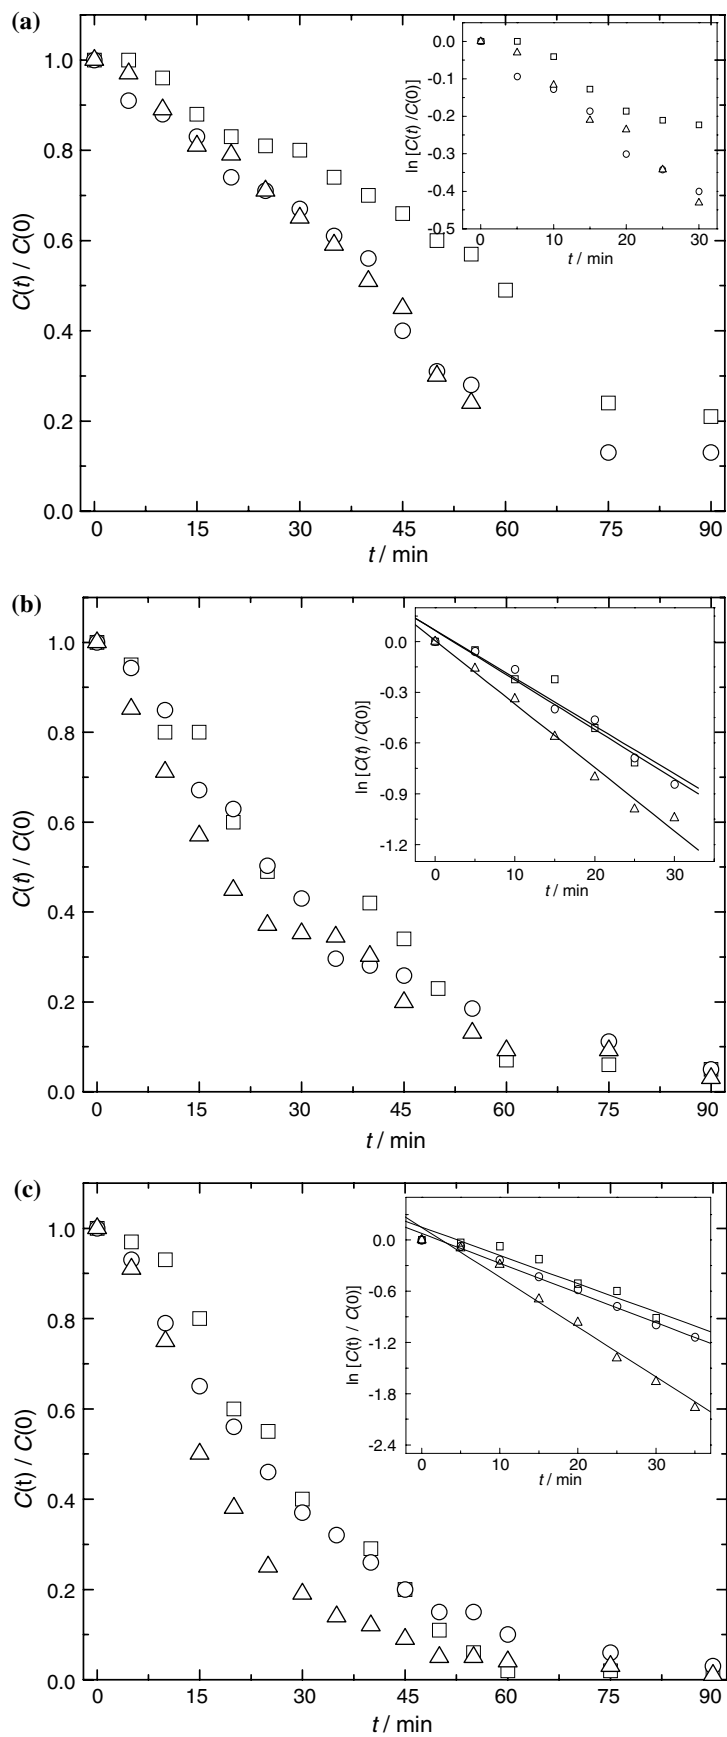 (a)
1.0
0.8
0.6
0.4
0.2
0.0
C(t) / C(0)
0 15 30 45 60 75 90
t / min
0.0
-0.1
-0.2
-0.3
-0.4
-0.5
ln [C(t) /C(0)]
0 10 20 30
t / min
(b)
1.0
0.8
0.6
0.4
0.2
0.0
C(t) / C(0)
0 15 30 45 60 75 90
t / min
0.0
-0.3
-0.6
-0.9
-1.2
ln [C(t) /C(0)]
0 10 20 30
t / min
(c)
1.0
0.8
0.6
0.4
0.2
0.0
C(t) / C(0)
0 15 30 45 60 75 90
t / min
0.0
-0.6
-1.2
-1.8
-2.4
ln [C(t) / C(0)]
0 10 20 30
t / min